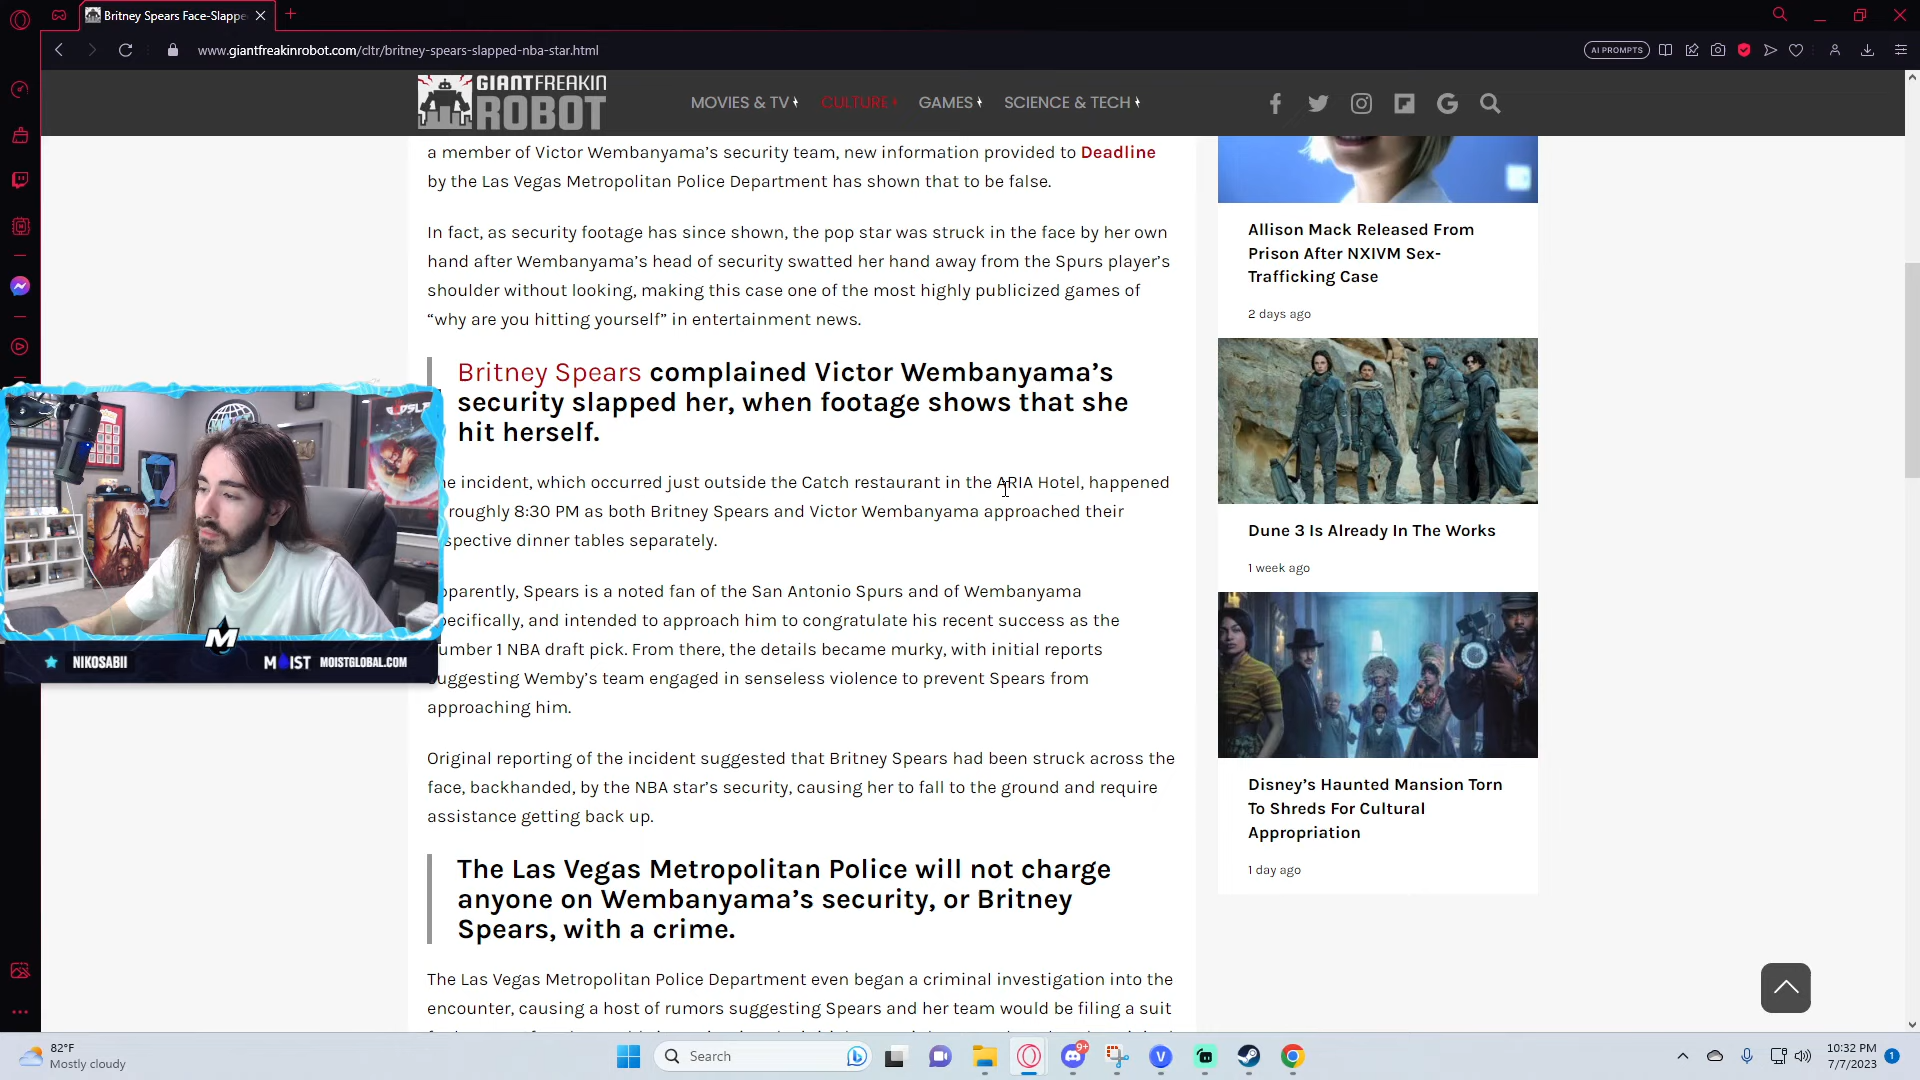 Britney Spears Face-Slappe
www.giantfreakinrobot.com/cltr/britney-spears-slapped-nba-star.html
AI PROMPTS
GIANTFREAKIN
ROBOT
MOVIES & TV
CULTURE
GAMES
SCIENCE & TECH
a member of Victor Wembanyama’s security team, new information provided to Deadline
by the Las Vegas Metropolitan Police Department has shown that to be false.
In fact, as security footage has since shown, the pop star was struck in the face by her own
hand after Wembanyama’s head of security swatted her hand away from the Spurs player’s
shoulder without looking, making this case one of the most highly publicized games of
“why are you hitting yourself” in entertainment news.
Britney Spears complained Victor Wembanyama’s
security slapped her, when footage shows that she
hit herself.
e incident, which occurred just outside the Catch restaurant in the ARIA Hotel, happened
roughly 8:30 PM as both Britney Spears and Victor Wembanyama approached their
spective dinner tables separately.
pparently, Spears is a noted fan of the San Antonio Spurs and of Wembanyama
pecifically, and intended to approach him to congratulate his recent success as the
umber 1 NBA draft pick. From there, the details became murky, with initial reports
uggesting Wemby’s team engaged in senseless violence to prevent Spears from
approaching him.
Original reporting of the incident suggested that Britney Spears had been struck across the
face, backhanded, by the NBA star’s security, causing her to fall to the ground and require
assistance getting back up.
The Las Vegas Metropolitan Police will not charge
anyone on Wembanyama’s security, or Britney
Spears, with a crime.
The Las Vegas Metropolitan Police Department even began a criminal investigation into the
encounter, causing a host of rumors suggesting Spears and her team would be filing a suit
Allison Mack Released From
Prison After NXIVM Sex-
Trafficking Case
2 days ago
Dune 3 Is Already In The Works
1 week ago
Disney’s Haunted Mansion Torn
To Shreds For Cultural
Appropriation
1 day ago
M
NIKOSABII
MOIST
MOISTGLOBAL.COM
82°F
Mostly cloudy
Search
9+
10:32 PM
7/7/2023
1